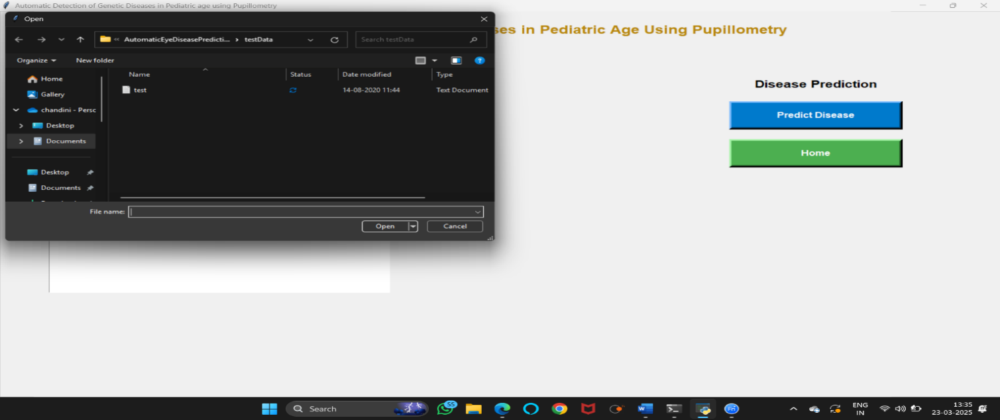 Automatic Detection of Genetic Diseases in Pediatric age using Pupillometry
Open
ses in Pediatric Age Using Pupillometry
« AutomaticEyeDiseasePredicti... › testData
Search testData
Organize
New folder
Name
Status
Date modified
Type
Home
test
14-08-2020 11:44
Text Document
Gallery
chandini - Persc
Desktop
Documents
Desktop
Documents
File name:
Open
Cancel
Disease Prediction
Predict Disease
Home
Search
55
ENG
IN
13:35
23-03-2025